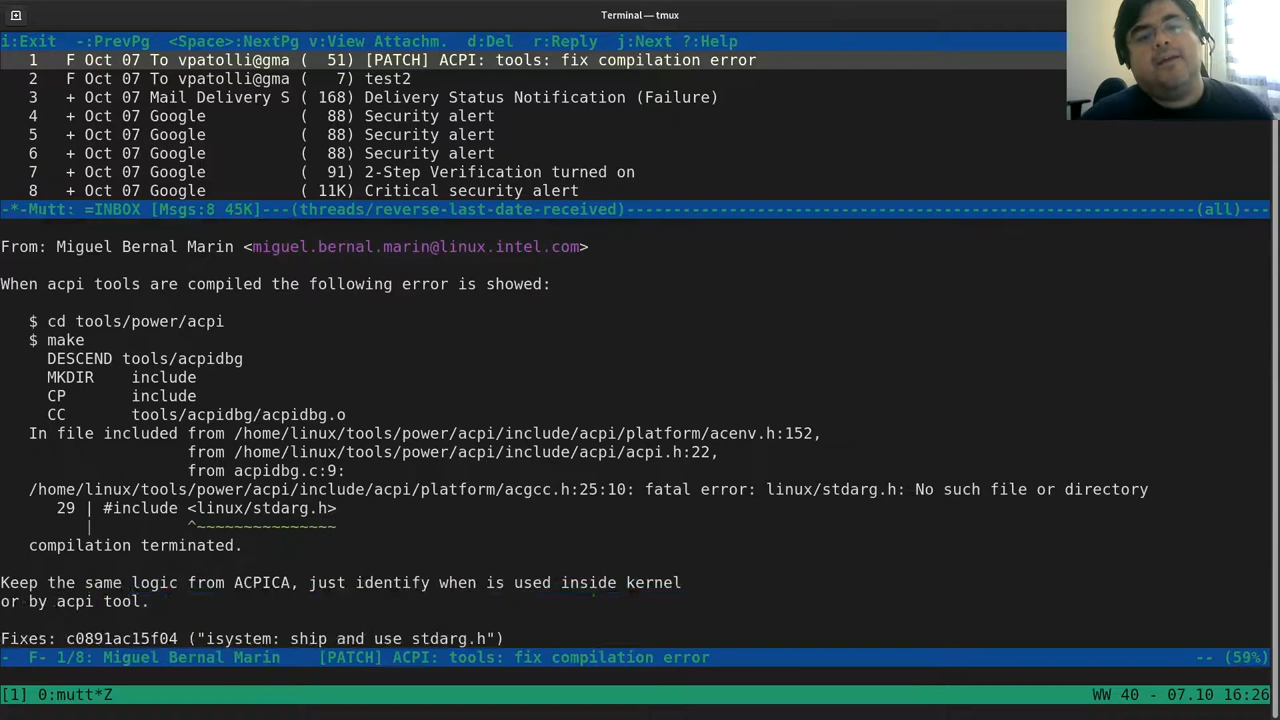 Terminal — tmux
i:Exit  -:PrevPg  <Space>:NextPg v:View Attachm.  d:Del  r:Reply  j:Next ?:Help
1   F Oct 07 To vpatolli@gma (  51) [PATCH] ACPI: tools: fix compilation error
2   F Oct 07 To vpatolli@gma (   7) test2
3   + Oct 07 Mail Delivery S ( 168) Delivery Status Notification (Failure)
4   + Oct 07 Google          (  88) Security alert
5   + Oct 07 Google          (  88) Security alert
6   + Oct 07 Google          (  88) Security alert
7   + Oct 07 Google          (  91) 2-Step Verification turned on
8   + Oct 07 Google          ( 11K) Critical security alert
-*-Mutt: =INBOX [Msgs:8 45K]---(threads/reverse-last-date-received)-------------------------------------------------------------(all)---
From: Miguel Bernal Marin <miguel.bernal.marin@linux.intel.com>
When acpi tools are compiled the following error is showed:
$ cd tools/power/acpi
$ make
DESCEND tools/acpidbg
MKDIR    include
CP       include
CC       tools/acpidbg/acpidbg.o
In file included from /home/linux/tools/power/acpi/include/acpi/platform/acenv.h:152,
from /home/linux/tools/power/acpi/include/acpi/acpi.h:22,
from acpidbg.c:9:
/home/linux/tools/power/acpi/include/acpi/platform/acgcc.h:25:10: fatal error: linux/stdarg.h: No such file or directory
29 | #include <linux/stdarg.h>
|          ^~~~~~~~~~~~~~~~
compilation terminated.
Keep the same logic from ACPICA, just identify when is used inside kernel
or by acpi tool.
Fixes: c0891ac15f04 ("isystem: ship and use stdarg.h")
-  F- 1/8: Miguel Bernal Marin    [PATCH] ACPI: tools: fix compilation error -- (59%)
[1] 0:mutt*Z WW 40 - 07.10 16:26